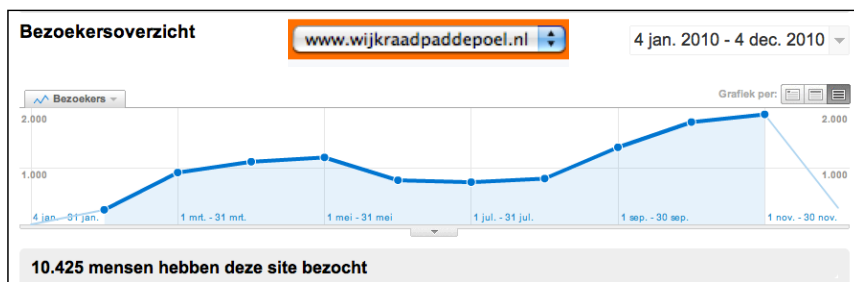 Bezoekersoverzicht
www.wijkraadpaddepoel.nl
4 jan. 2010 - 4 dec. 2010
Bezoekers
Grafiek per:
2.000
2.000
1.000
1.000
4 jan. - 31 jan.
1 mrt. - 31 mrt.
1 mei - 31 mei
1 jul. - 31 jul.
1 sep. - 30 sep.
1 nov. - 30 nov.
10.425 mensen hebben deze site bezocht